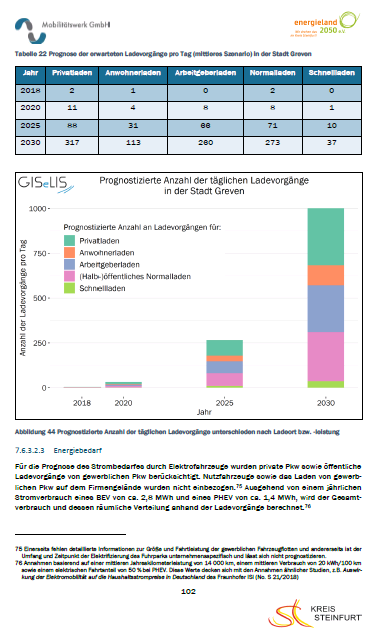 Mobilitätswerk GmbH
energieland
2050 e.V.
Tabelle 22 Prognose der erwarteten Ladevorgänge pro Tag (mittleres Szenario) in der Stadt Greven
Jahr Privatladen Anwohnerladen Arbeitgeberladen Normalladen Schnellladen
2018 2 1 0 2 0
2020 11 4 8 8 1
2025 88 31 66 71 10
2030 317 113 260 273 37
GISeLIS
Prognostizierte Anzahl der täglichen Ladevorgänge
in der Stadt Greven
Prognostizierte Anzahl an Ladevorgängen für:
Privatladen
Anwohnerladen
Arbeitgeberladen
(Halb-)öffentliches Normalladen
Schnellladen
Anzahl der Ladevorgänge pro Tag
1000
750
500
250
0
2018 2020 2025 2030
Jahr
Abbildung 44 Prognostizierte Anzahl der täglichen Ladevorgänge unterschieden nach Ladeort bzw. -leistung
7.6.3.2.3 Energiebedarf
Für die Prognose des Strombedarfes durch Elektrofahrzeuge wurden private Pkw sowie öffentliche
Ladevorgänge von gewerblichen Pkw berücksichtigt. Nutzfahrzeuge sowie das Laden von gewerb-
lichen Pkw auf dem Firmengelände wurden nicht einbezogen.75 Ausgehend von einem jährlichen
Stromverbrauch eines BEV von ca. 2,8 MWh und eines PHEV von ca. 1,4 MWh, wird der Gesamt-
verbrauch und dessen räumliche Verteilung anhand der Ladevorgänge berechnet.76
75 Einerseits fehlen detaillierte Informationen zur Größe und Fahrtleistung der gewerblichen Fahrzeugflotten und andererseits ist der
Umfang und Zeitpunkt der Elektrifizierung des Fuhrparks unternehmensspezifisch und lässt sich nicht prognostizieren.
76 Annahmen basierend auf einer mittleren Jahreskilometerleistung von 14 000 km, einem mittleren Verbrauch von 20 kWh/100 km
sowie einem elektrischen Fahrtanteil von 50 % bei PHEV. Diese Werte decken sich mit den Annahmen ähnlicher Studien, z.B. Auswir-
kung der Elektromobilität auf die Haushaltsstrompreise in Deutschland des Fraunhofer ISI (No. S 21/2018)
102
KREIS
STEINFURT